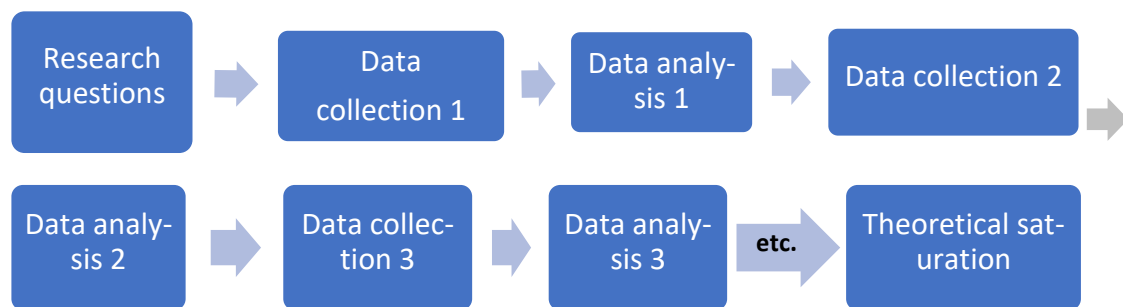 Research
questions
Data
collection 1
Data analy-
sis 1
Data collection 2
Data analy-
sis 2
Data collec-
tion 3
Data analy-
sis 3
etc.
Theoretical sat-
uration